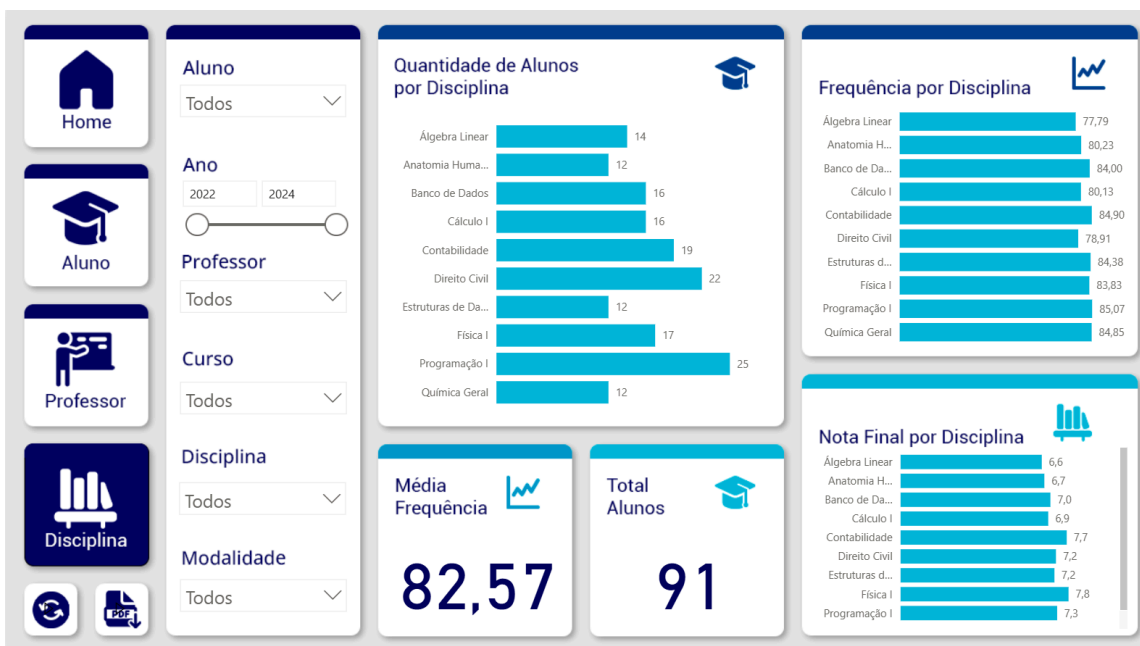 Home
Aluno
Professor
Disciplina
PDF
Aluno
Todos
Ano
2022 2024
Professor
Todos
Curso
Todos
Disciplina
Todos
Modalidade
Todos
Quantidade de Alunos
por Disciplina
Álgebra Linear 14
Anatomia Huma... 12
Banco de Dados 16
Cálculo I 16
Contabilidade 19
Direito Civil 22
Estruturas de Da... 12
Física I 17
Programação I 25
Química Geral 12
Média
Frequência
82,57
Total
Alunos
91
Frequência por Disciplina
Álgebra Linear 77,79
Anatomia H... 80,23
Banco de Da... 84,00
Cálculo I 80,13
Contabilidade 84,90
Direito Civil 78,91
Estruturas d... 84,38
Física I 83,83
Programação I 85,07
Química Geral 84,85
Nota Final por Disciplina
Álgebra Linear 6,6
Anatomia H... 6,7
Banco de Da... 7,0
Cálculo I 6,9
Contabilidade 7,7
Direito Civil 7,2
Estruturas d... 7,2
Física I 7,8
Programação I 7,3